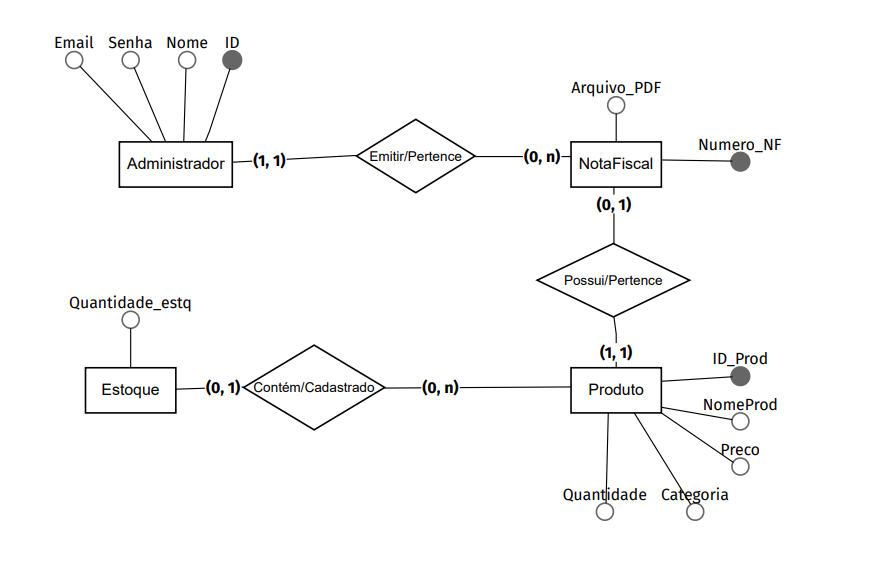 Email Senha Nome ID
Arquivo_PDF
Numero_NF
Administrador (1, 1) Emitir/Pertence (0, n) NotaFiscal
(0, 1)
Possui/Pertence
Quantidade_estq
(1, 1)
ID_Prod
Estoque (0, 1) Contém/Cadastrado (0, n) Produto
NomeProd
Preco
Quantidade Categoria